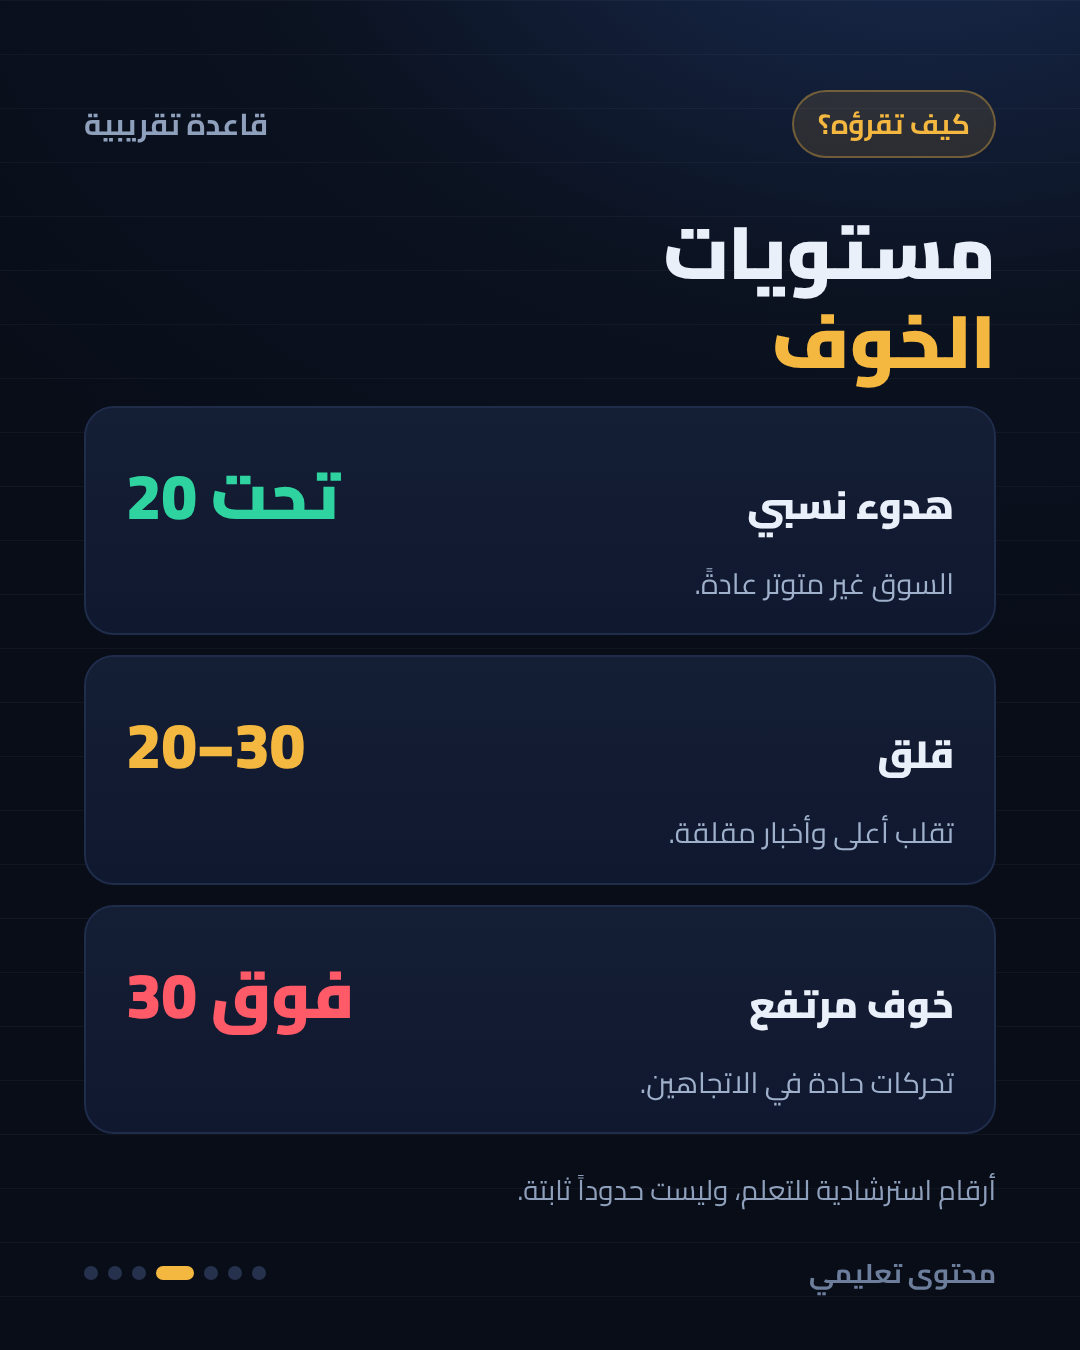 كيف تقرؤه؟
قاعدة تقريبية
مستويات
الخوف
هدوء نسبي
تحت 20
السوق غير متوتر عادةً.
قلق
20–30
تقلب أعلى وأخبار مقلقة.
خوف مرتفع
فوق 30
تحركات حادة في الاتجاهين.
أرقام استرشادية للتعلم، وليست حدوداً ثابتة.
محتوى تعليمي